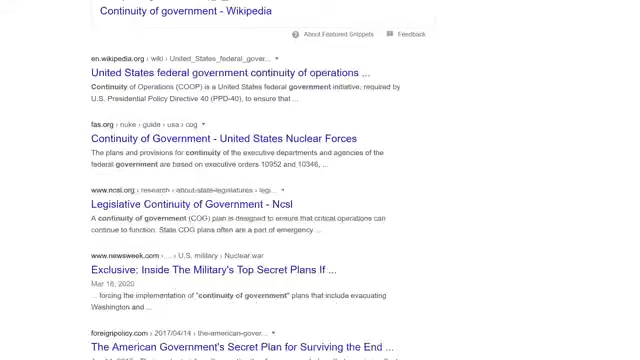 Continuity of government - Wikipedia
About Featured Snippets Feedback
en.wikipedia.org › wiki › United_States_federal_gover...
United States federal government continuity of operations ...
Continuity of Operations (COOP) is a United States federal government initiative, required by
U.S. Presidential Policy Directive 40 (PPD-40), to ensure that ...
fas.org › nuke › guide › usa › cog
Continuity of Government - United States Nuclear Forces
The plans and provisions for continuity of the executive departments and agencies of the
federal government are based on executive orders 10952 and 10346, ...
www.ncsl.org › research › about-state-legislatures › legi...
Legislative Continuity of Government - Ncsl
A continuity of government (COG) plan is designed to ensure that critical operations can
continue to function. State COG plans often are a part of emergency ...
www.newsweek.com › ... › U.S. military › Nuclear war
Exclusive: Inside The Military's Top Secret Plans If ...
Mar 18, 2020
... forcing the implementation of "continuity of government" plans that include evacuating
Washington and ...
foreignpolicy.com › 2017/04/14 › the-american-gover...
The American Government's Secret Plan for Surviving the End ...